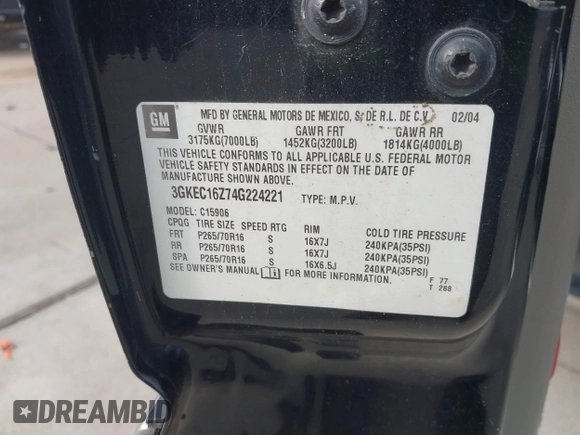 GM
MFD BY GENERAL MOTORS DE MEXICO, S. DE R.L. DE C.V. 02/04
GVWR GAWR FRT GAWR RR
3175KG(7000LB) 1452KG(3200LB) 1814KG(4000LB)
THIS VEHICLE CONFORMS TO ALL APPLICABLE U.S. FEDERAL MOTOR
VEHICLE SAFETY STANDARDS IN EFFECT ON THE DATE OF
MANUFACTURE SHOWN ABOVE.
3GKEC16Z74G224221 TYPE: M.P.V.
MODEL: C15906
CPQG TIRE SIZE SPEED RTG RIM COLD TIRE PRESSURE
FRT P265/70R16 S 16X7J 240KPA(35PSI)
RR P265/70R16 S 16X7J 240KPA(35PSI)
SPA P265/70R16 S 16X6.5J 240KPA(35PSI)
SEE OWNER'S MANUAL FOR MORE INFORMATION.
F 77
T 288
DREAMBID